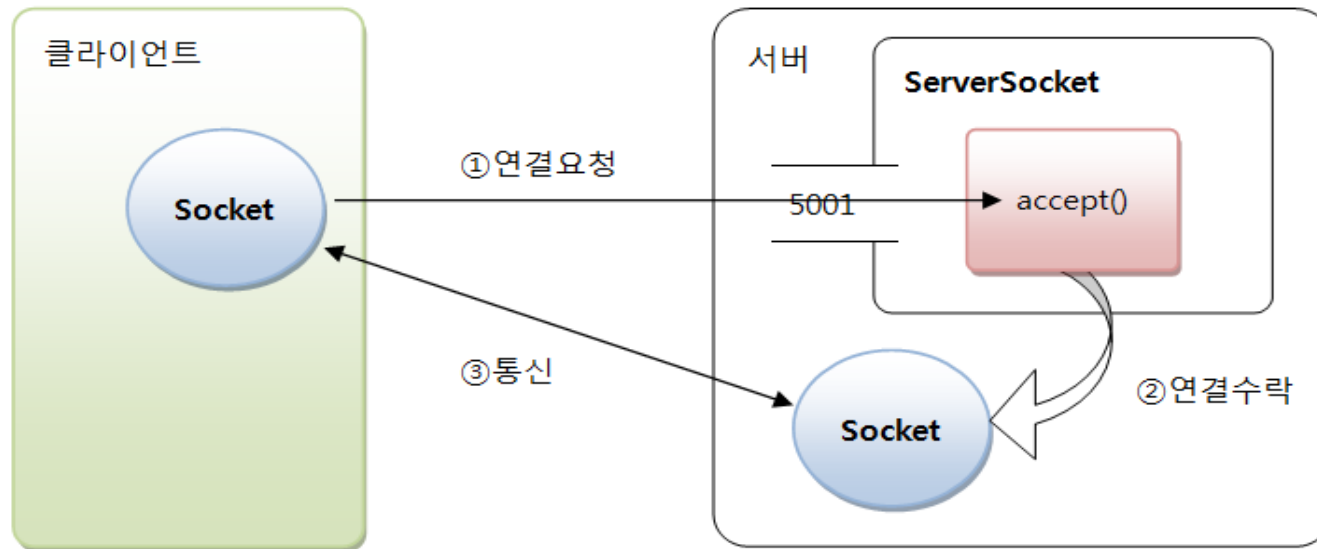 클라이언트
서버
ServerSocket
①연결요청
Socket
5001
accept()
③통신
②연결수락
Socket